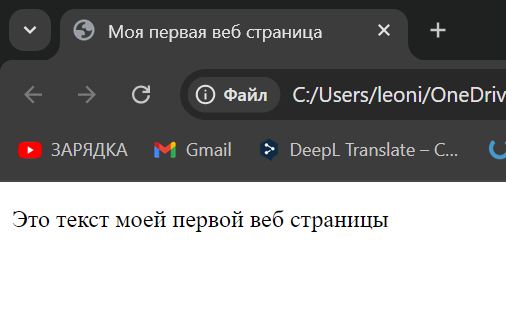 Моя первая веб страница
Файл C:/Users/leoni/OneDriv
ЗАРЯДКА Gmail DeepL Translate – C...
Это текст моей первой веб страницы